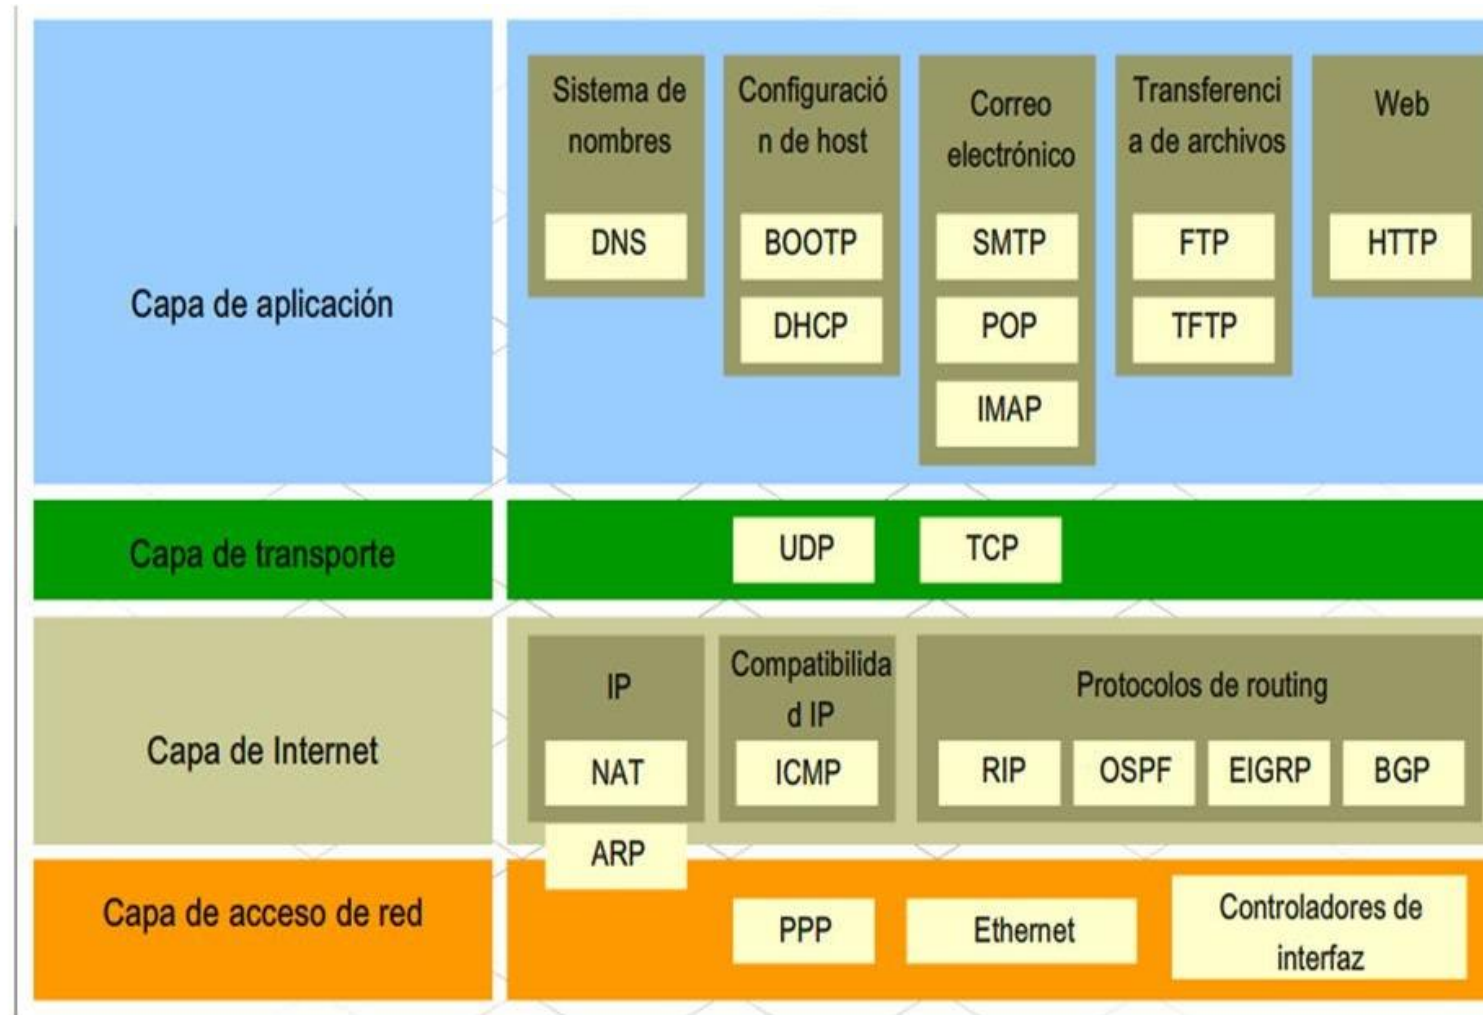 Capa de aplicación
Sistema de
nombres
DNS
Configuració
n de host
BOOTP
DHCP
Correo
electrónico
SMTP
POP
IMAP
Transferenci
a de archivos
FTP
TFTP
Web
HTTP
Capa de transporte
UDP
TCP
Capa de Internet
IP
NAT
ARP
Compatibilida
d IP
ICMP
Protocolos de routing
RIP
OSPF
EIGRP
BGP
Capa de acceso de red
PPP
Ethernet
Controladores de
interfaz